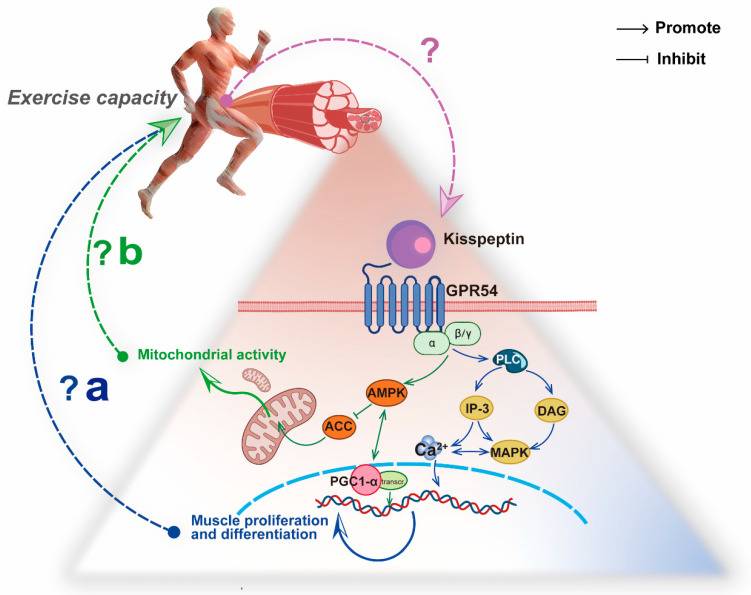 Promote
Inhibit
?
Exercise capacity
Kisspeptin
?b
GPR54
β/γ
α
Mitochondrial activity
PLC
?a
AMPK
IP-3
DAG
ACC
Ca2+
MAPK
PGC1-α
transcr.
Muscle proliferation
and differentiation